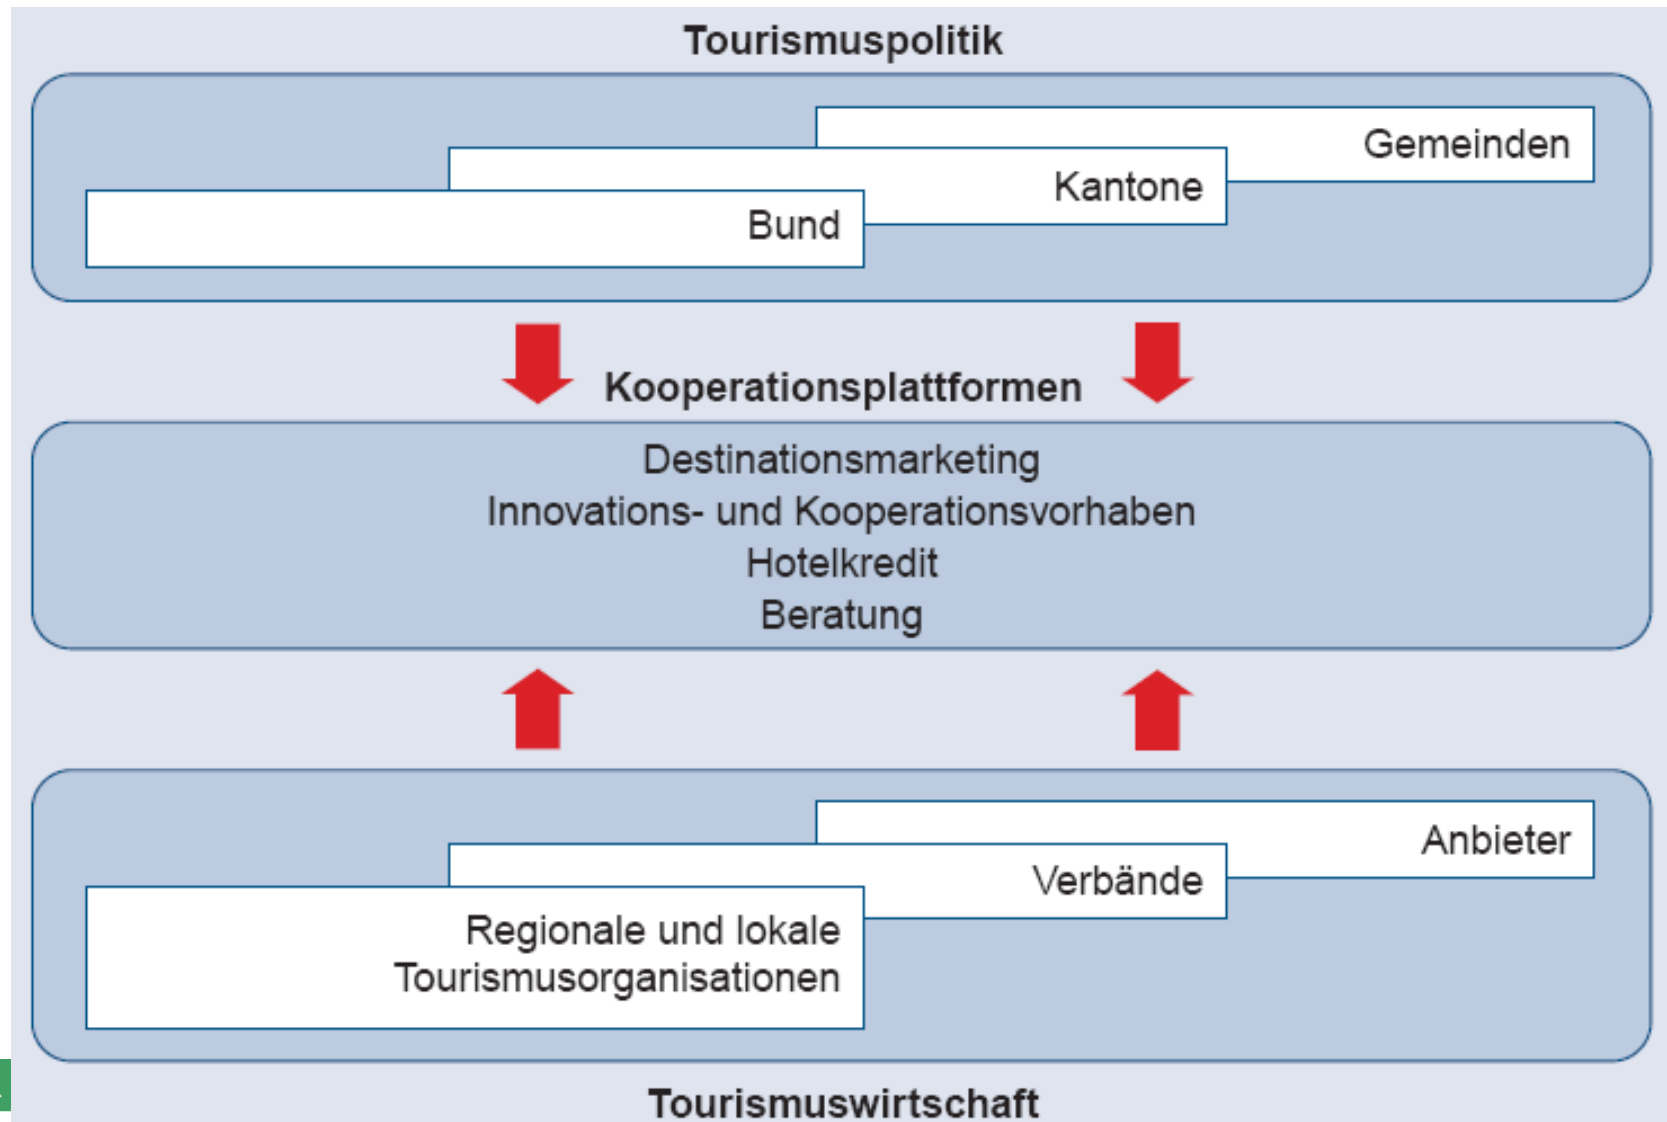 Tourismuspolitik
Gemeinden
Kantone
Bund
Kooperationsplattformen
Destinationsmarketing
Innovations- und Kooperationsvorhaben
Hotelkredit
Beratung
Anbieter
Verbände
Regionale und lokale
Tourismusorganisationen
Tourismuswirtschaft